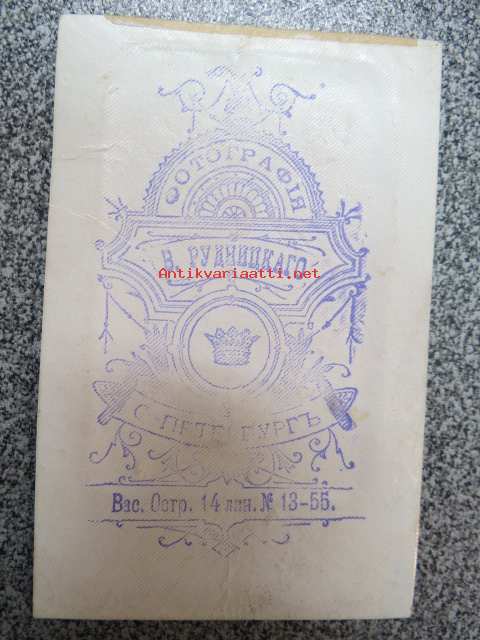 ФОТОГРАФІЯ
В. РУДНИЦКАГО
Antikvariaatti.net
С. ПЕТЕРБУРГЪ
Вас. Остр. 14 лин. № 13-55.